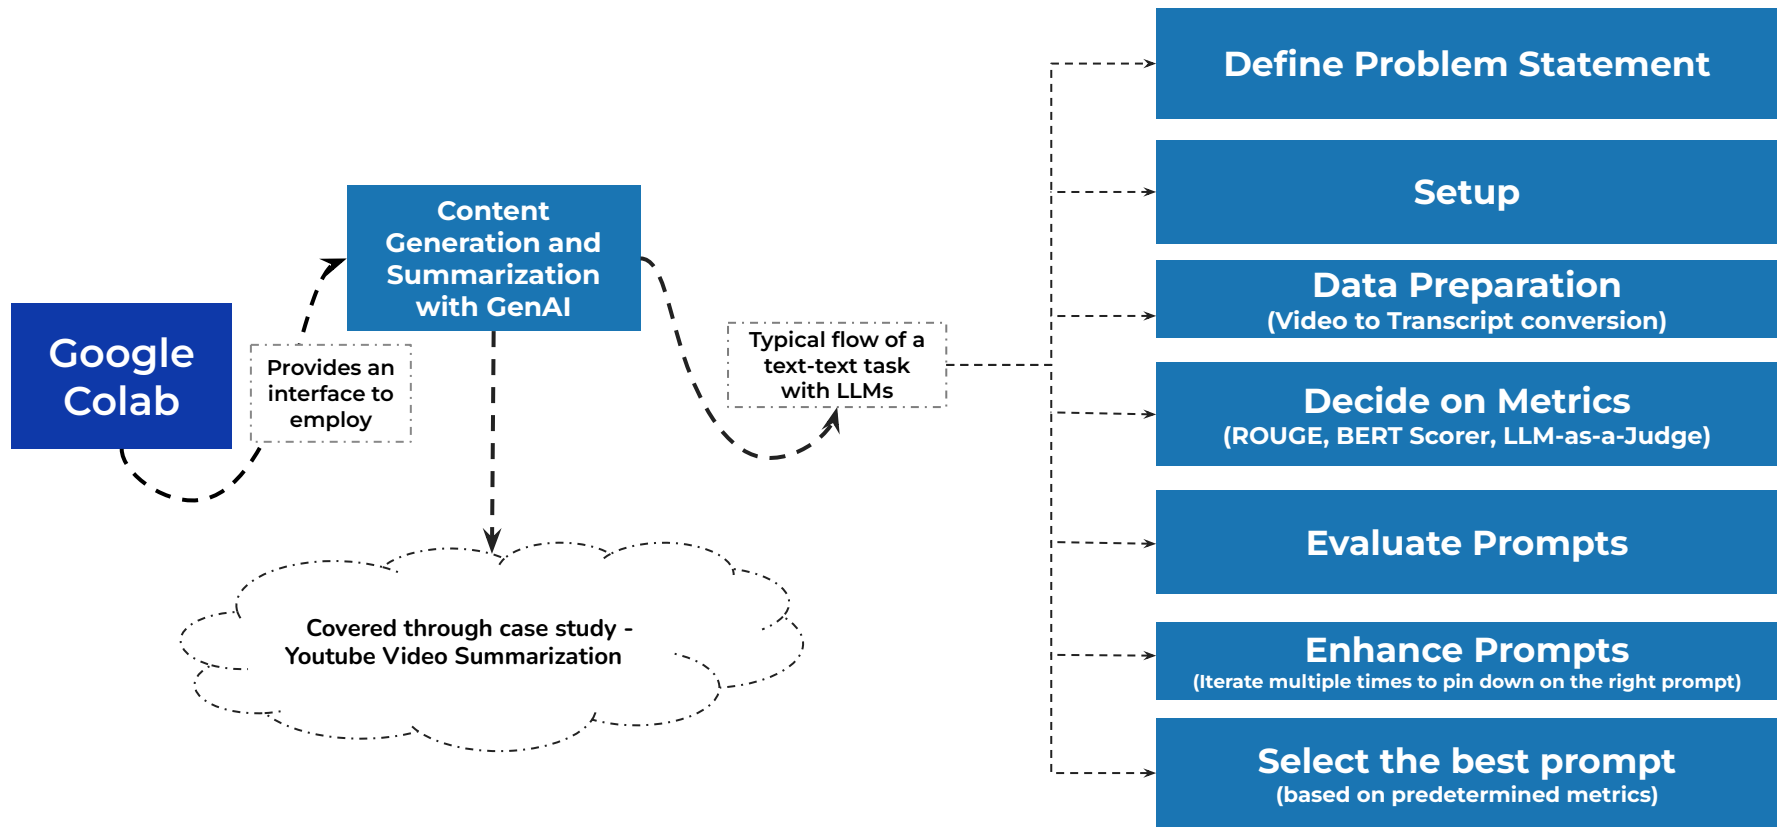 Google
Colab
Provides an
interface to
employ
Content
Generation and
Summarization
with GenAI
Covered through case study -
Youtube Video Summarization
Typical flow of a
text-text task
with LLMs
Define Problem Statement
Setup
Data Preparation
(Video to Transcript conversion)
Decide on Metrics
(ROUGE, BERT Scorer, LLM-as-a-Judge)
Evaluate Prompts
Enhance Prompts
(Iterate multiple times to pin down on the right prompt)
Select the best prompt
(based on predetermined metrics)